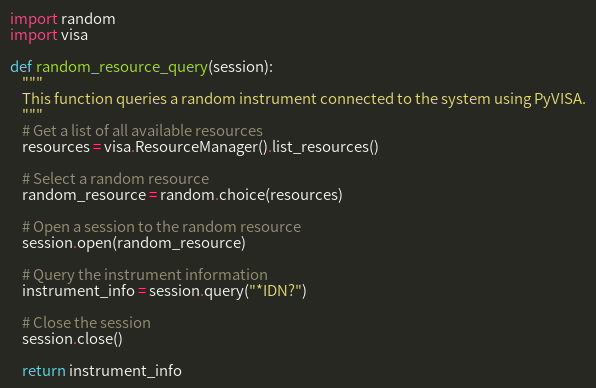 import random
import visa
def random_resource_query(session):
"""
This function queries a random instrument connected to the system using PyVISA.
"""
# Get a list of all available resources
resources = visa.ResourceManager().list_resources()
# Select a random resource
random_resource = random.choice(resources)
# Open a session to the random resource
session.open(random_resource)
# Query the instrument information
instrument_info = session.query("*IDN?")
# Close the session
session.close()
return instrument_info